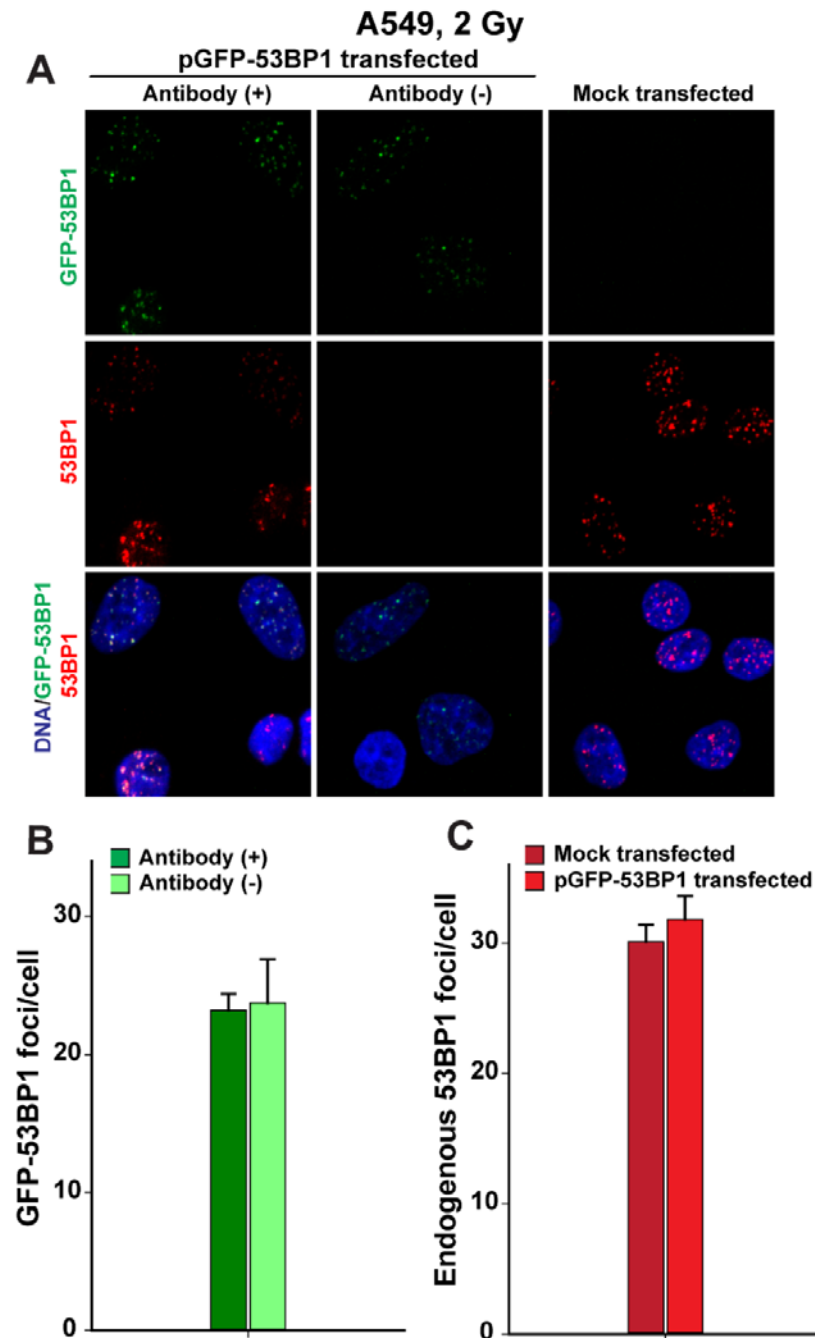 A549, 2 Gy
A
pGFP-53BP1 transfected
Antibody (+)
Antibody (-)
Mock transfected
GFP-53BP1
53BP1
DNA/GFP-53BP1
53BP1
B
Antibody (+)
Antibody (-)
GFP-53BP1 foci/cell
30
20
10
0
C
Mock transfected
pGFP-53BP1 transfected
Endogenous 53BP1 foci/cell
30
20
10
0